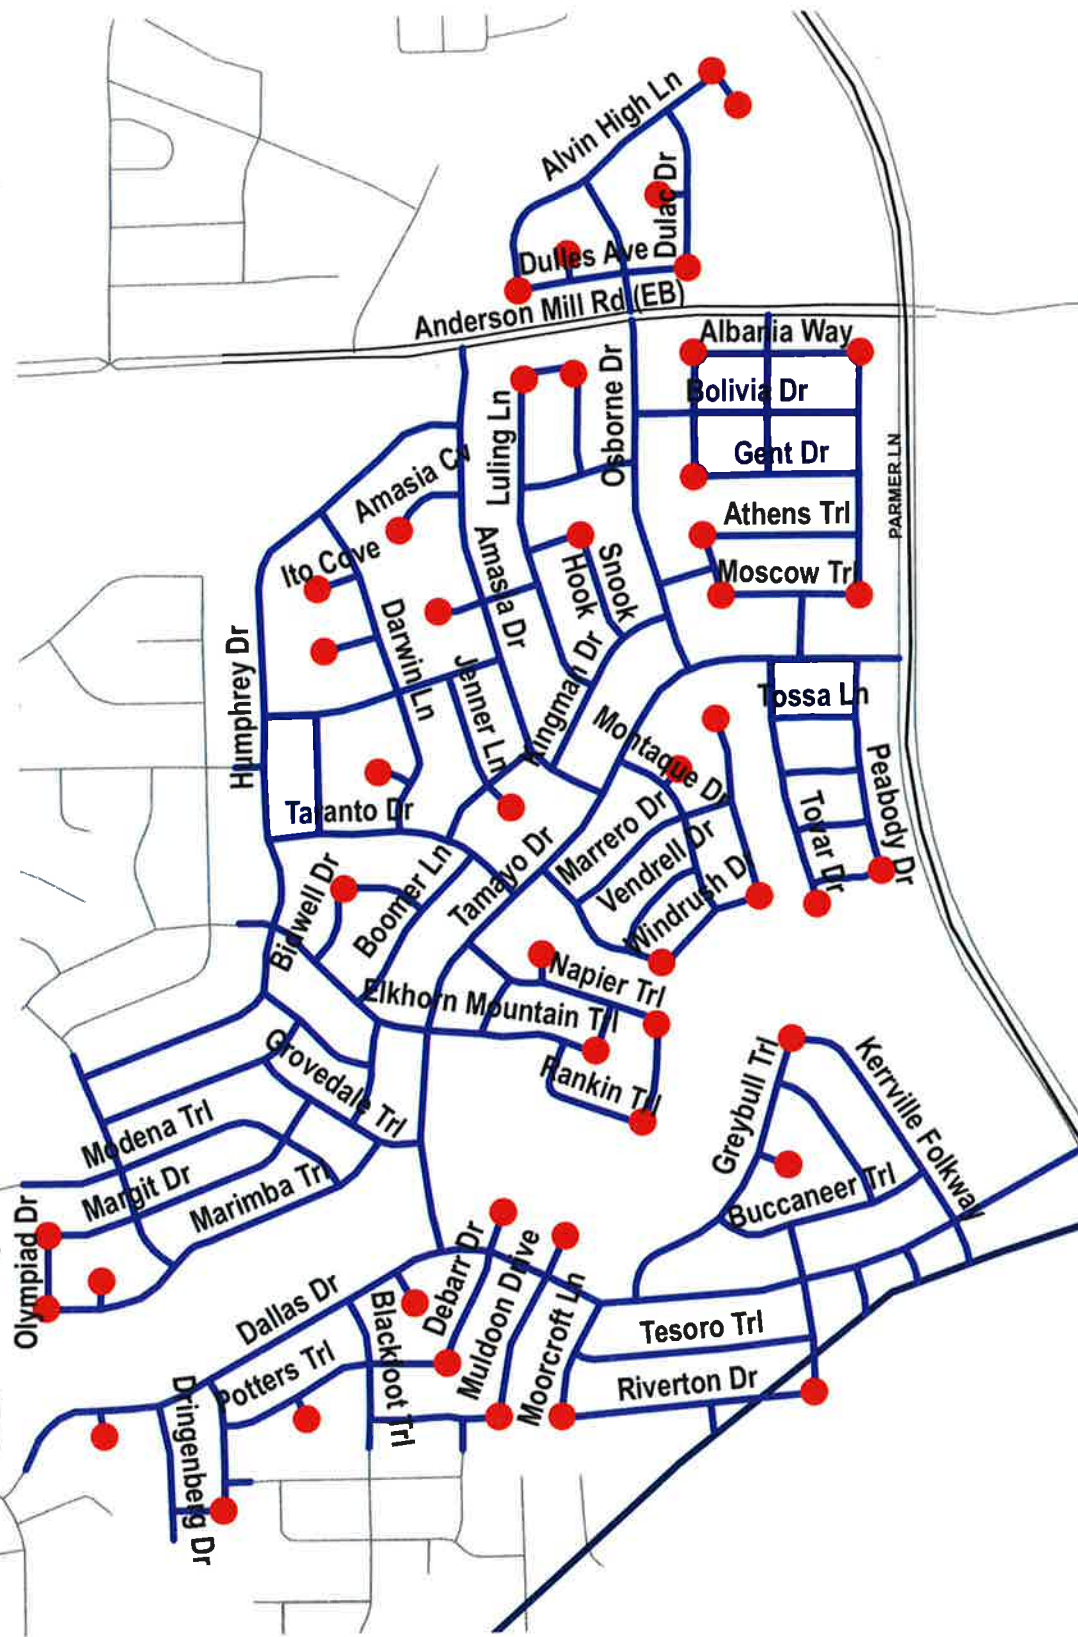 Alvin High Ln
Dulac Dr
Dulles Ave
Anderson Mill Rd (EB)
Albania Way
Osborne Dr
Bolivia Dr
Luling Ln
Gent Dr
PARMER LN
Amasia Cv
Athens Trl
Ito Cove
Amasia Dr
Hook
Snook
Moscow Trl
Darwin Ln
Humphrey Dr
Jenner Ln
Kingman Dr
Tossa Ln
Montaque Dr
Peabody Dr
Taranto Dr
Tovar Dr
Marrero Dr
Vendrell Dr
Windrush Dr
Tamayo Dr
Boomer Ln
Bidwell Dr
Napier Trl
Elkhorn Mountain Trl
Rankin Trl
Grovedale Trl
Greybull Trl
Kerrville Folkway
Modena Trl
Margit Dr
Marimba Trl
Buccaneer Trl
Olympiad Dr
Debarr Dr
Muldoon Drive
Dallas Dr
Blackfoot Trl
Moorcroft Ln
Tesoro Trl
Potters Trl
Riverton Dr
Dringenberg Dr